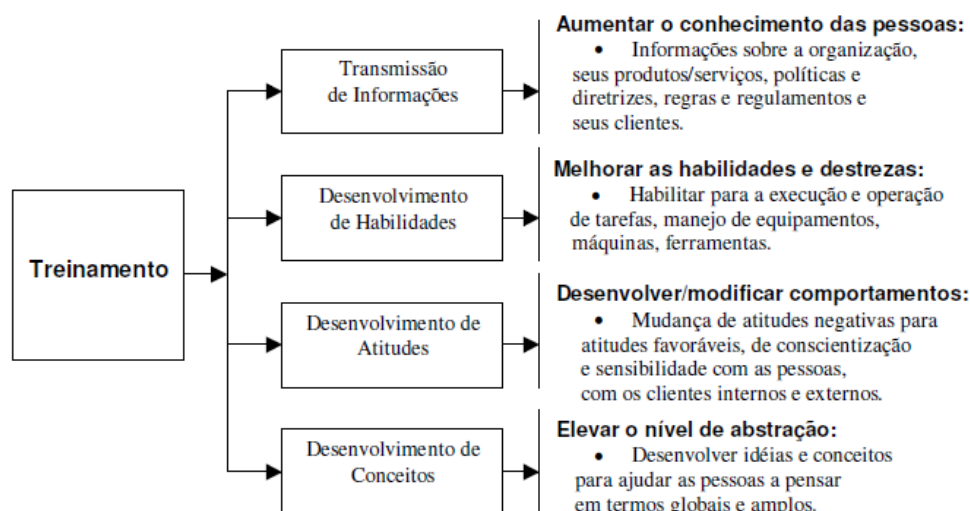 Treinamento
Transmissão
de Informações
Aumentar o conhecimento das pessoas:
• Informações sobre a organização,
seus produtos/serviços, políticas e
diretrizes, regras e regulamentos e
seus clientes.
Desenvolvimento
de Habilidades
Melhorar as habilidades e destrezas:
• Habilitar para a execução e operação
de tarefas, manejo de equipamentos,
máquinas, ferramentas.
Desenvolvimento de
Atitudes
Desenvolver/modificar comportamentos:
• Mudança de atitudes negativas para
atitudes favoráveis, de conscientização
e sensibilidade com as pessoas,
com os clientes internos e externos.
Desenvolvimento de
Conceitos
Elevar o nível de abstração:
• Desenvolver idéias e conceitos
para ajudar as pessoas a pensar
em termos globais e amplos.